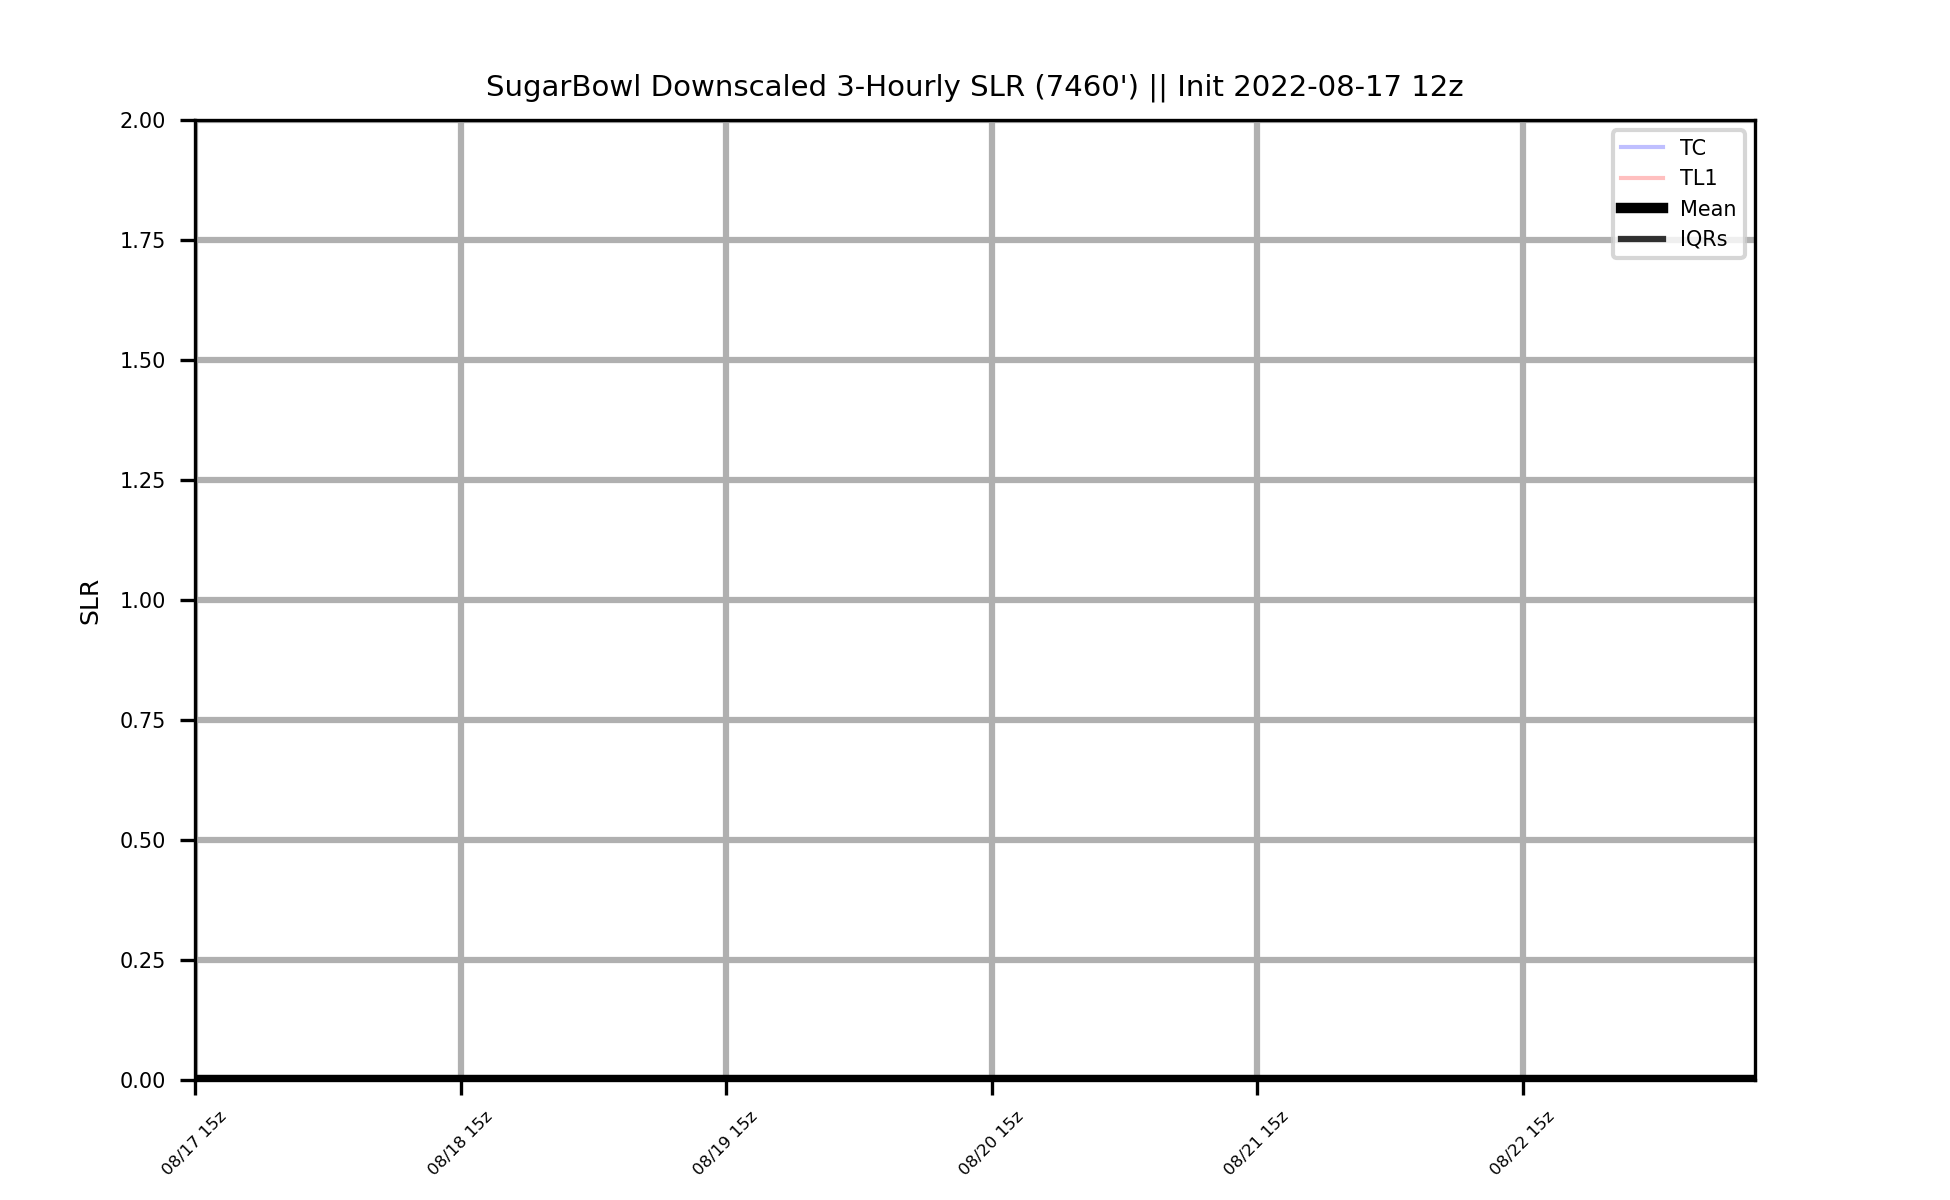 SugarBowl Downscaled 3-Hourly SLR (7460') || Init 2022-08-17 12z
2.00
1.75
1.50
1.25
1.00
0.75
0.50
0.25
0.00
SLR
TC
TL1
Mean
IQRs
08/17 15z
08/18 15z
08/19 15z
08/20 15z
08/21 15z
08/22 15z